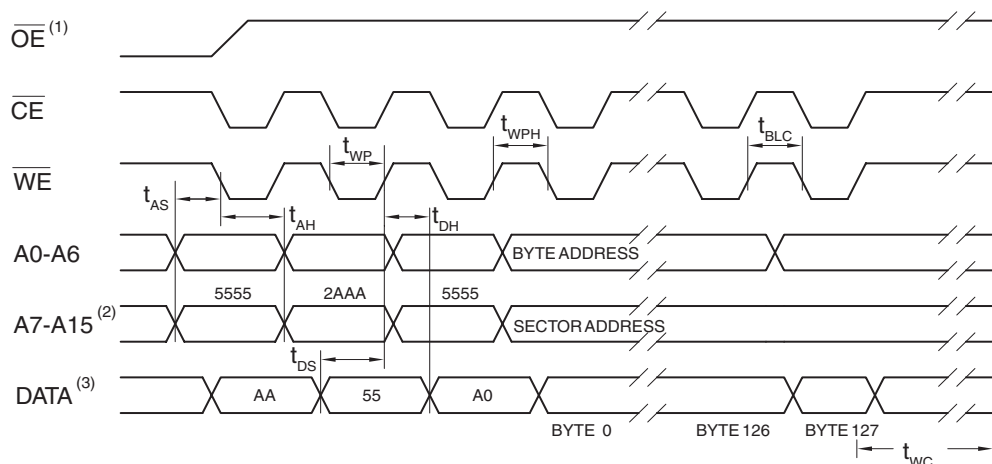 OE (1)
CE
tWPH
tBLC
tWP
WE
tAS
tAH
tDH
A0-A6
BYTE ADDRESS
5555
2AAA
5555
A7-A15 (2)
SECTOR ADDRESS
tDS
DATA (3)
AA
55
A0
BYTE 0
BYTE 126
BYTE 127
tWC